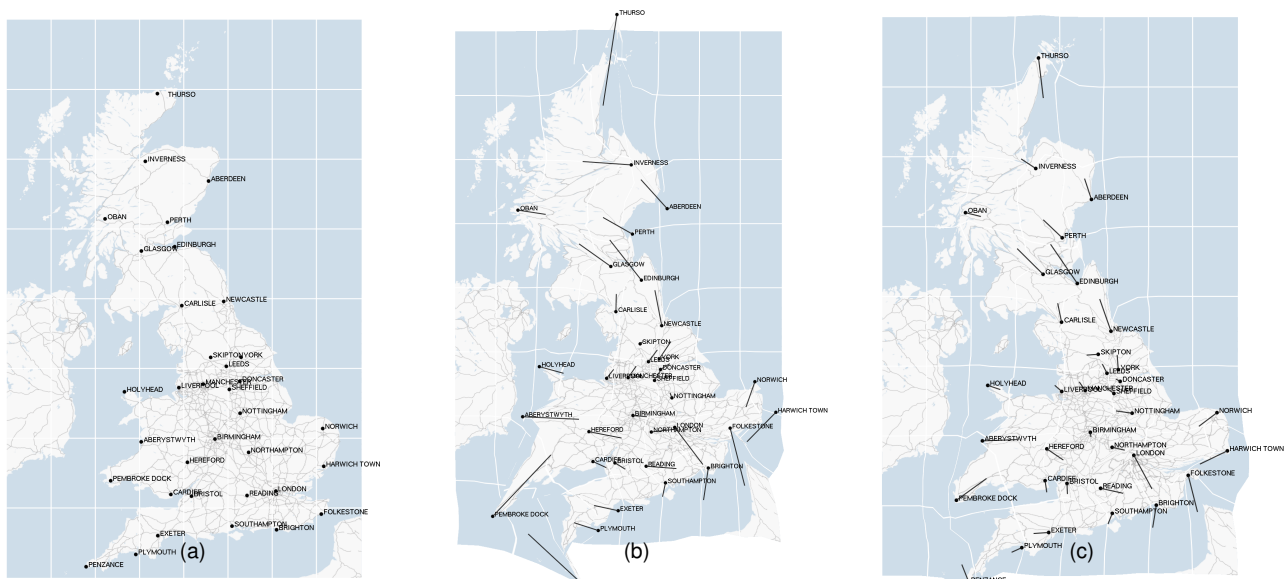 THURSO
INVERNESS
ABERDEEN
OBAN
PERTH
EDINBURGH
GLASGOW
CARLISLE
NEWCASTLE
SKIPTON
YORK
LEEDS
MANCHESTER
DONCASTER
LIVERPOOL
SHEFFIELD
HOLYHEAD
NOTTINGHAM
NORWICH
ABERYSTWYTH
BIRMINGHAM
NORTHAMPTON
HEREFORD
HARWICH TOWN
PEMBROKE DOCK
CARDIFF
BRISTOL
READING
LONDON
FOLKESTONE
SOUTHAMPTON
BRIGHTON
EXETER
PLYMOUTH
PENZANCE
(a)
THURSO
INVERNESS
OBAN
ABERDEEN
PERTH
GLASGOW
EDINBURGH
CARLISLE
NEWCASTLE
SKIPTON
YORK
LEEDS
HOLYHEAD
DONCASTER
LIVERPOOL
MANCHESTER
SHEFFIELD
NORWICH
NOTTINGHAM
ABERYSTWYTH
BIRMINGHAM
HARWICH TOWN
HEREFORD
NORTHAMPTON
LONDON
FOLKESTONE
CARDIFF
BRISTOL
READING
BRIGHTON
SOUTHAMPTON
PEMBROKE DOCK
EXETER
PLYMOUTH
(b)
THURSO
INVERNESS
ABERDEEN
OBAN
PERTH
GLASGOW
EDINBURGH
CARLISLE
NEWCASTLE
SKIPTON
YORK
LEEDS
DONCASTER
HOLYHEAD
LIVERPOOL
MANCHESTER
SHEFFIELD
NOTTINGHAM
NORWICH
BIRMINGHAM
ABERYSTWYTH
HEREFORD
NORTHAMPTON
HARWICH TOWN
LONDON
FOLKESTONE
CARDIFF
BRISTOL
READING
PEMBROKE DOCK
BRIGHTON
SOUTHAMPTON
EXETER
PLYMOUTH
PENZANCE
(c)